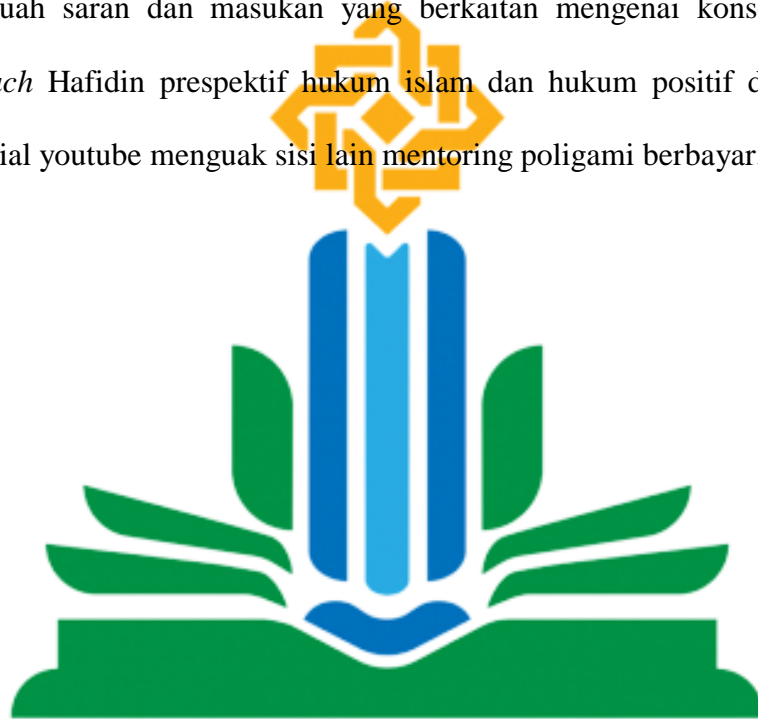 uah saran dan masukan yang berkaitan mengenai kons
ch Hafidin prespektif hukum islam dan hukum positif d
ial youtube menguak sisi lain mentoring poligami berbayar.